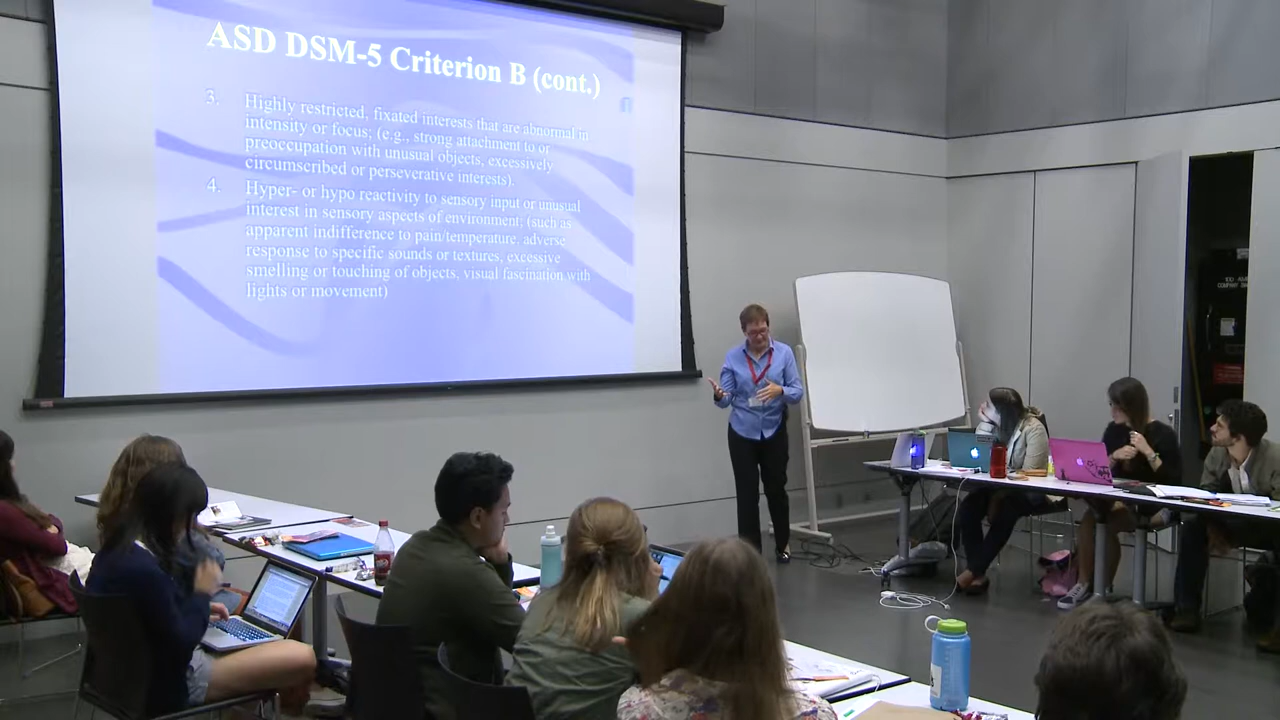 ASD DSM-5 Criterion B (cont.)
3. Highly restricted, fixated interests that are abnormal in
intensity or focus; (e.g., strong attachment to or
preoccupation with unusual objects, excessively
circumscribed or perseverative interests).
4. Hyper- or hypo reactivity to sensory input or unusual
interest in sensory aspects of environment; (such as
apparent indifference to pain/temperature, adverse
response to specific sounds or textures, excessive
smelling or touching of objects, visual fascination with
lights or movement)